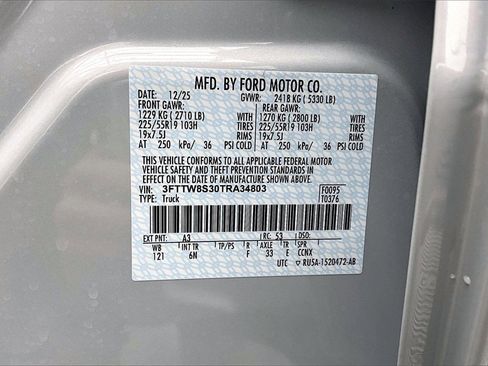 MFD. BY FORD MOTOR CO.
DATE: 12/25 GVWR: 2418 KG ( 5330 LB)
FRONT GAWR: REAR GAWR:
1229 KG ( 2710 LB) WITH 1270 KG ( 2800 LB) WITH
225/55R19 103H TIRES 225/55R19 103H TIRES
19x7.5J RIMS 19x7.5J RIMS
AT 250 kPa/ 36 PSI COLD AT 250 kPa/ 36 PSI COLD
THIS VEHICLE CONFORMS TO ALL APPLICABLE FEDERAL MOTOR
VEHICLE SAFETY AND THEFT PREVENTION STANDARDS IN
EFFECT ON THE DATE OF MANUFACTURE SHOWN ABOVE.
VIN: 3FTTW8S30TRA34803 F0095
TYPE: Truck T0376
EXT PNT: A3 RC: 53 DSO:
WB INT TR TP/PS R AXLE TR SPR
121 6N F 33 E CCNX
UTC RU5A-1520472-AB